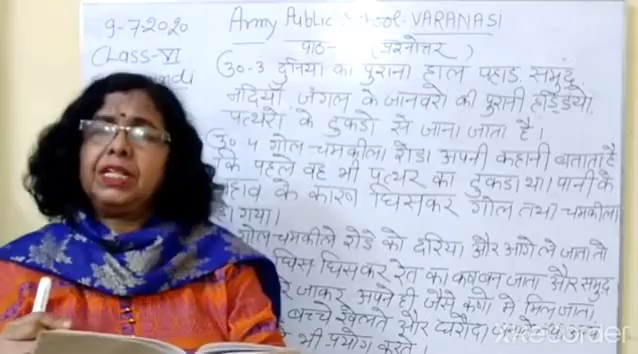 9-7-2020 Army Public School VARANASI
CLASS-VI पाठ- (प्रश्नोत्तर)
उ०-3 दुनिया का पुराना हाल पहाड, समुद्र,
नदियाँ, जंगल के जानवरो की पुरानी हड्डियो,
पत्थरो के टुकडो से जाना जाता है।
उ० 4 गोल-चमकीला रोडा अपनी कहानी बताता है
कि पहले वह भी पत्थर का टुकडा था। पानी के
बहाव के कारण घिसकर गोल तथा चमकीला
हो गया।
गोल-चमकीले रोडे को दरिया और आगे ले जाता तो
घिस घिसकर रेत का कण बन जाता और समुद्र
जाकर अपने ही जैसे कणो मे मिल जाता
बच्चे खेलते और घरौंदा
भी प्रयोग करते।
Recorder